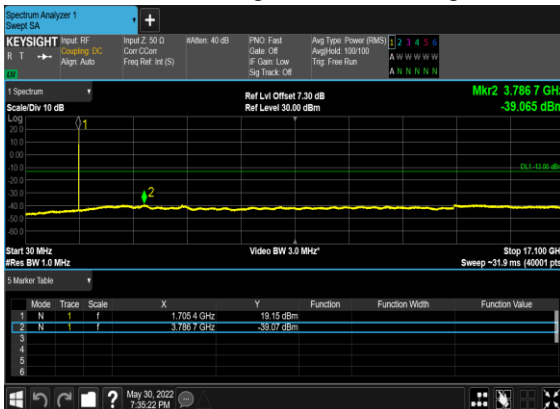 Spectrum Analyzer 1
Swept SA
+
KEYSIGHT Input: RF Input Z: 50 Ω #Atten: 40 dB PNO: Fast Avg Type: Power (RMS) 1 2 3 4 5 6
R T Coupling: DC Corr CCorr Gate: Off Avg|Hold: 100/100 A W W W W W
Align: Auto Freq Ref: Int (S) IF Gain: Low Trig: Free Run
Sig Track: Off A N N N N N
1 Spectrum Ref Lvl Offset 7.30 dB Mkr2 3.786 7 GHz
Scale/Div 10 dB Ref Level 30.00 dBm -39.065 dBm
Log
1
20.0
10.0
0.00
-10.0
DL1 -13.00 dBm
-20.0
-30.0
2
-40.0
-50.0
-60.0
Start 30 MHz Video BW 3.0 MHz* Stop 17.100 GH
#Res BW 1.0 MHz Sweep ~31.9 ms (40001 pts
5 Marker Table
Mode Trace Scale X Y Function Function Width Function Value
1 N 1 f 1.705 4 GHz 19.15 dBm
2 N 1 f 3.786 7 GHz -39.07 dBm
3
4
5
6
? May 30, 2022
7:35:22 PM